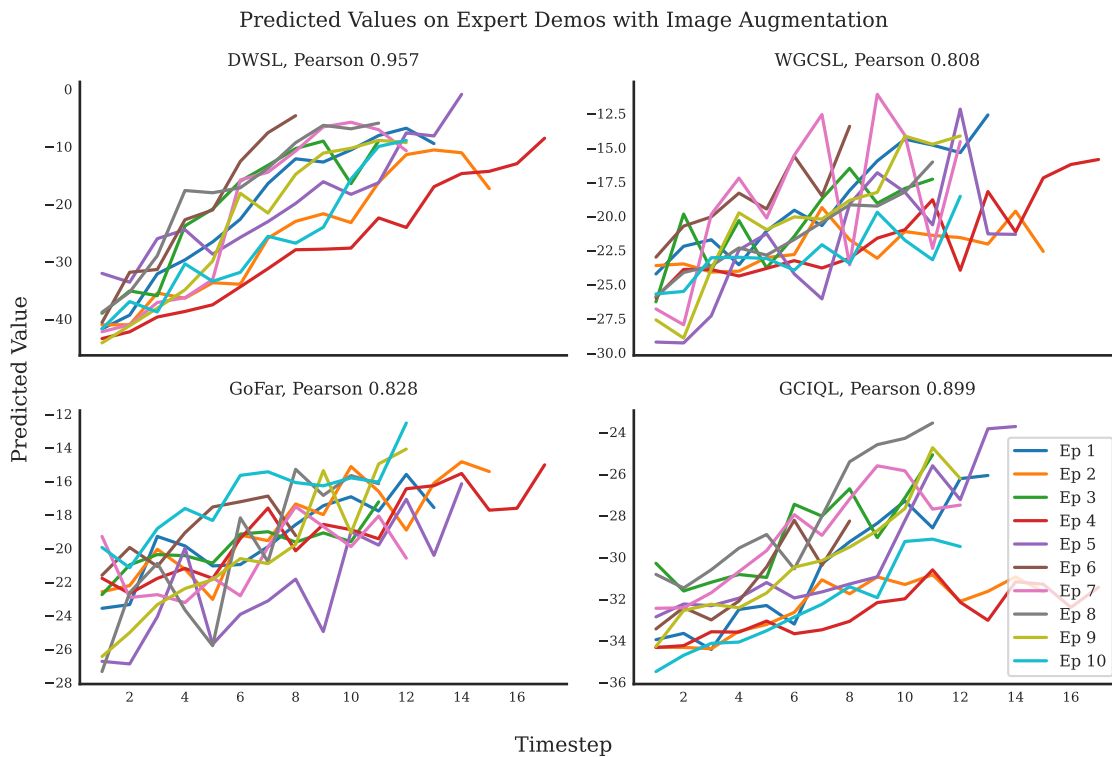 Predicted Values on Expert Demos with Image Augmentation
DWSL, Pearson 0.957
WGCSL, Pearson 0.808
0
−10
−20
−30
−40
−12.5
−15.0
−17.5
−20.0
−22.5
−25.0
−27.5
−30.0
Predicted Value
GoFar, Pearson 0.828
GCIQL, Pearson 0.899
−12
−14
−16
−18
−20
−22
−24
−26
−28
−24
−26
−28
−30
−32
−34
−36
Ep 1
Ep 2
Ep 3
Ep 4
Ep 5
Ep 6
Ep 7
Ep 8
Ep 9
Ep 10
2 4 6 8 10 12 14 16
2 4 6 8 10 12 14 16
Timestep